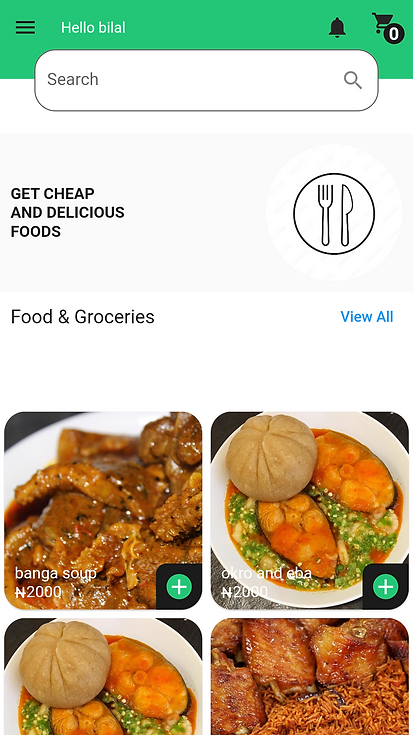 Hello bilal
0
Search
GET CHEAP
AND DELICIOUS
FOODS
Food & Groceries
View All
banga soup
₦2000
okro and eba
₦2000